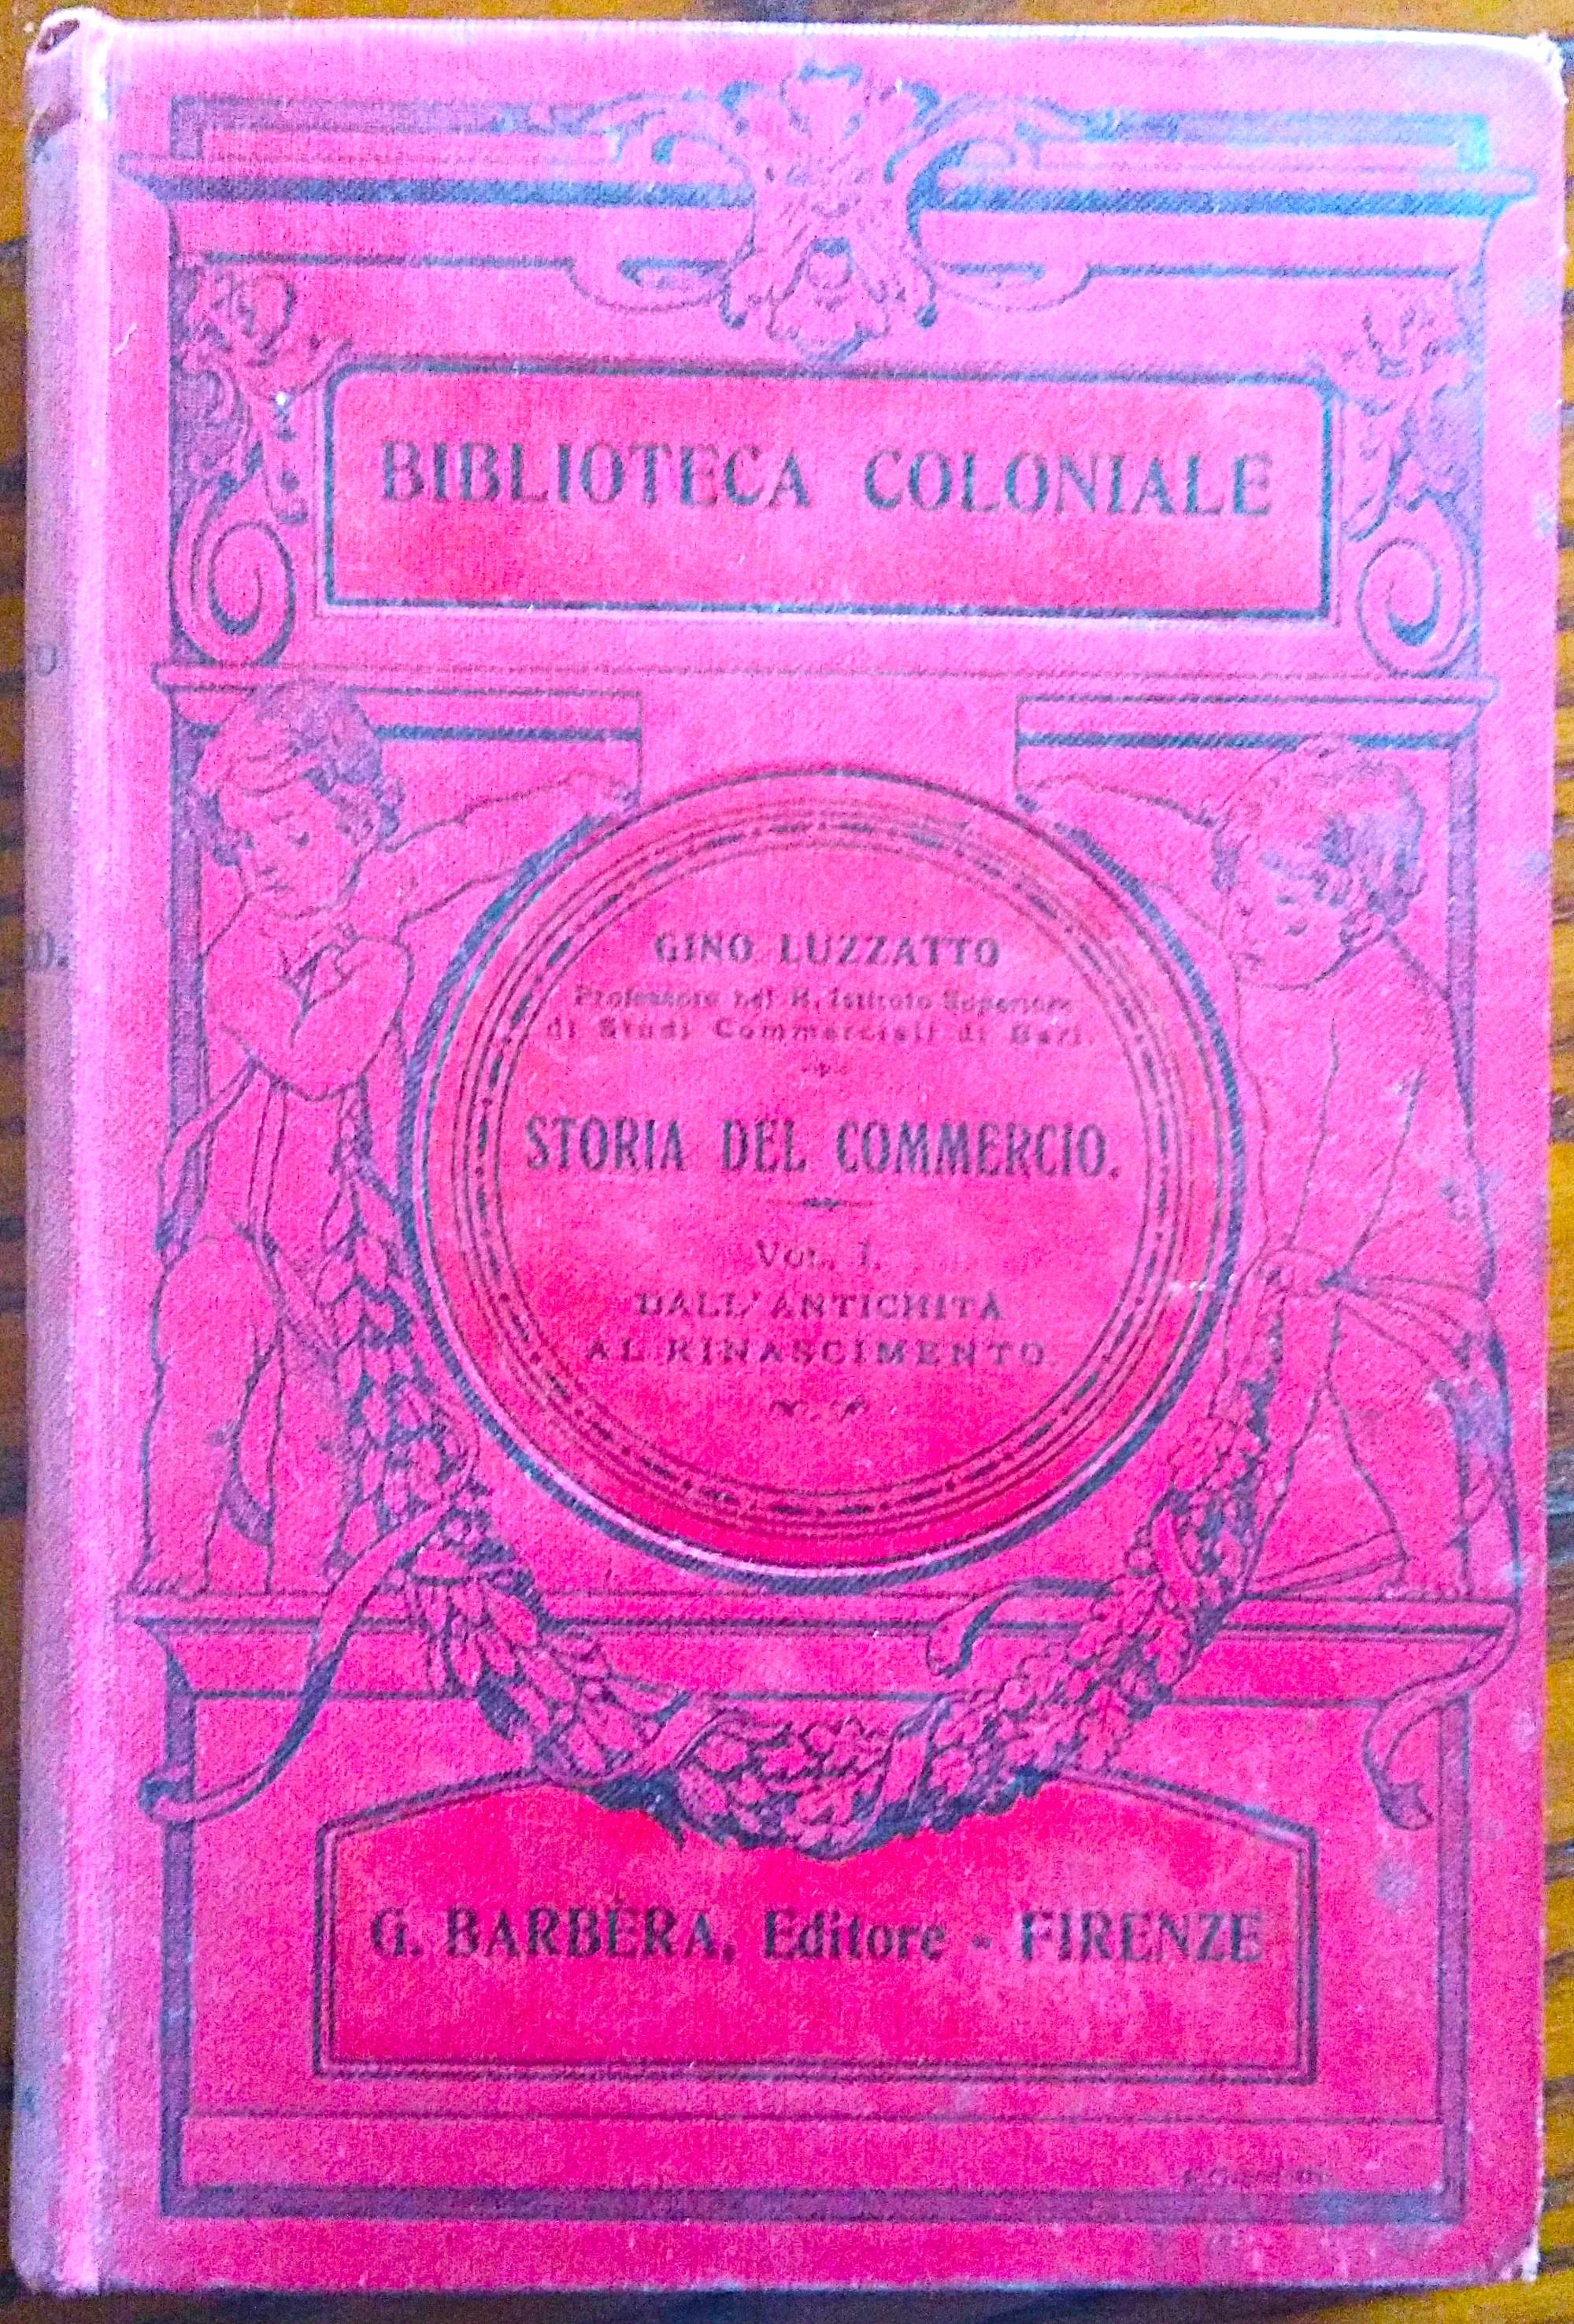 BIBLIOTECA COLONIALE
GINO LUZZATTO
Professore nel R. Istituto Superiore
di Studi Commerciali di Bari.
STORIA DEL COMMERCIO.
VOL. I.
DALL'ANTICHITÀ
AL RINASCIMENTO
G. BARBÈRA, Editore - FIRENZE